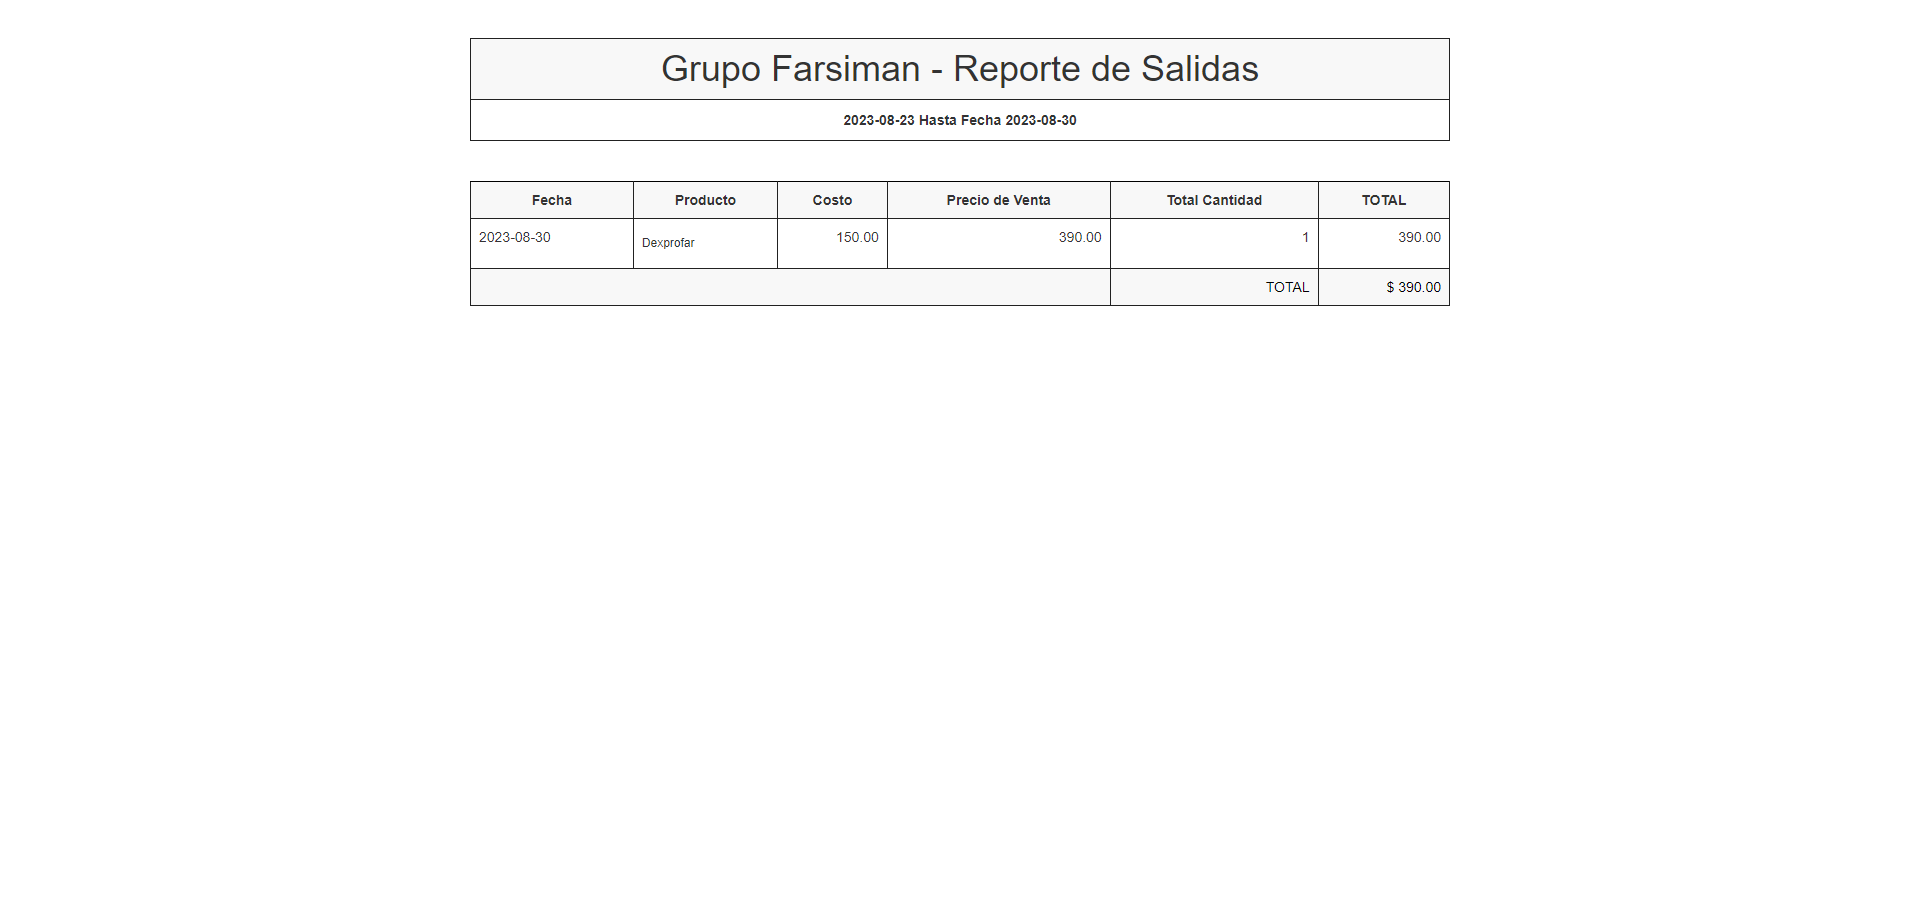 Grupo Farsiman - Reporte de Salidas
2023-08-23 Hasta Fecha 2023-08-30
Fecha Producto Costo Precio de Venta Total Cantidad TOTAL
2023-08-30 Dexprofar 150.00 390.00 1 390.00
TOTAL $ 390.00